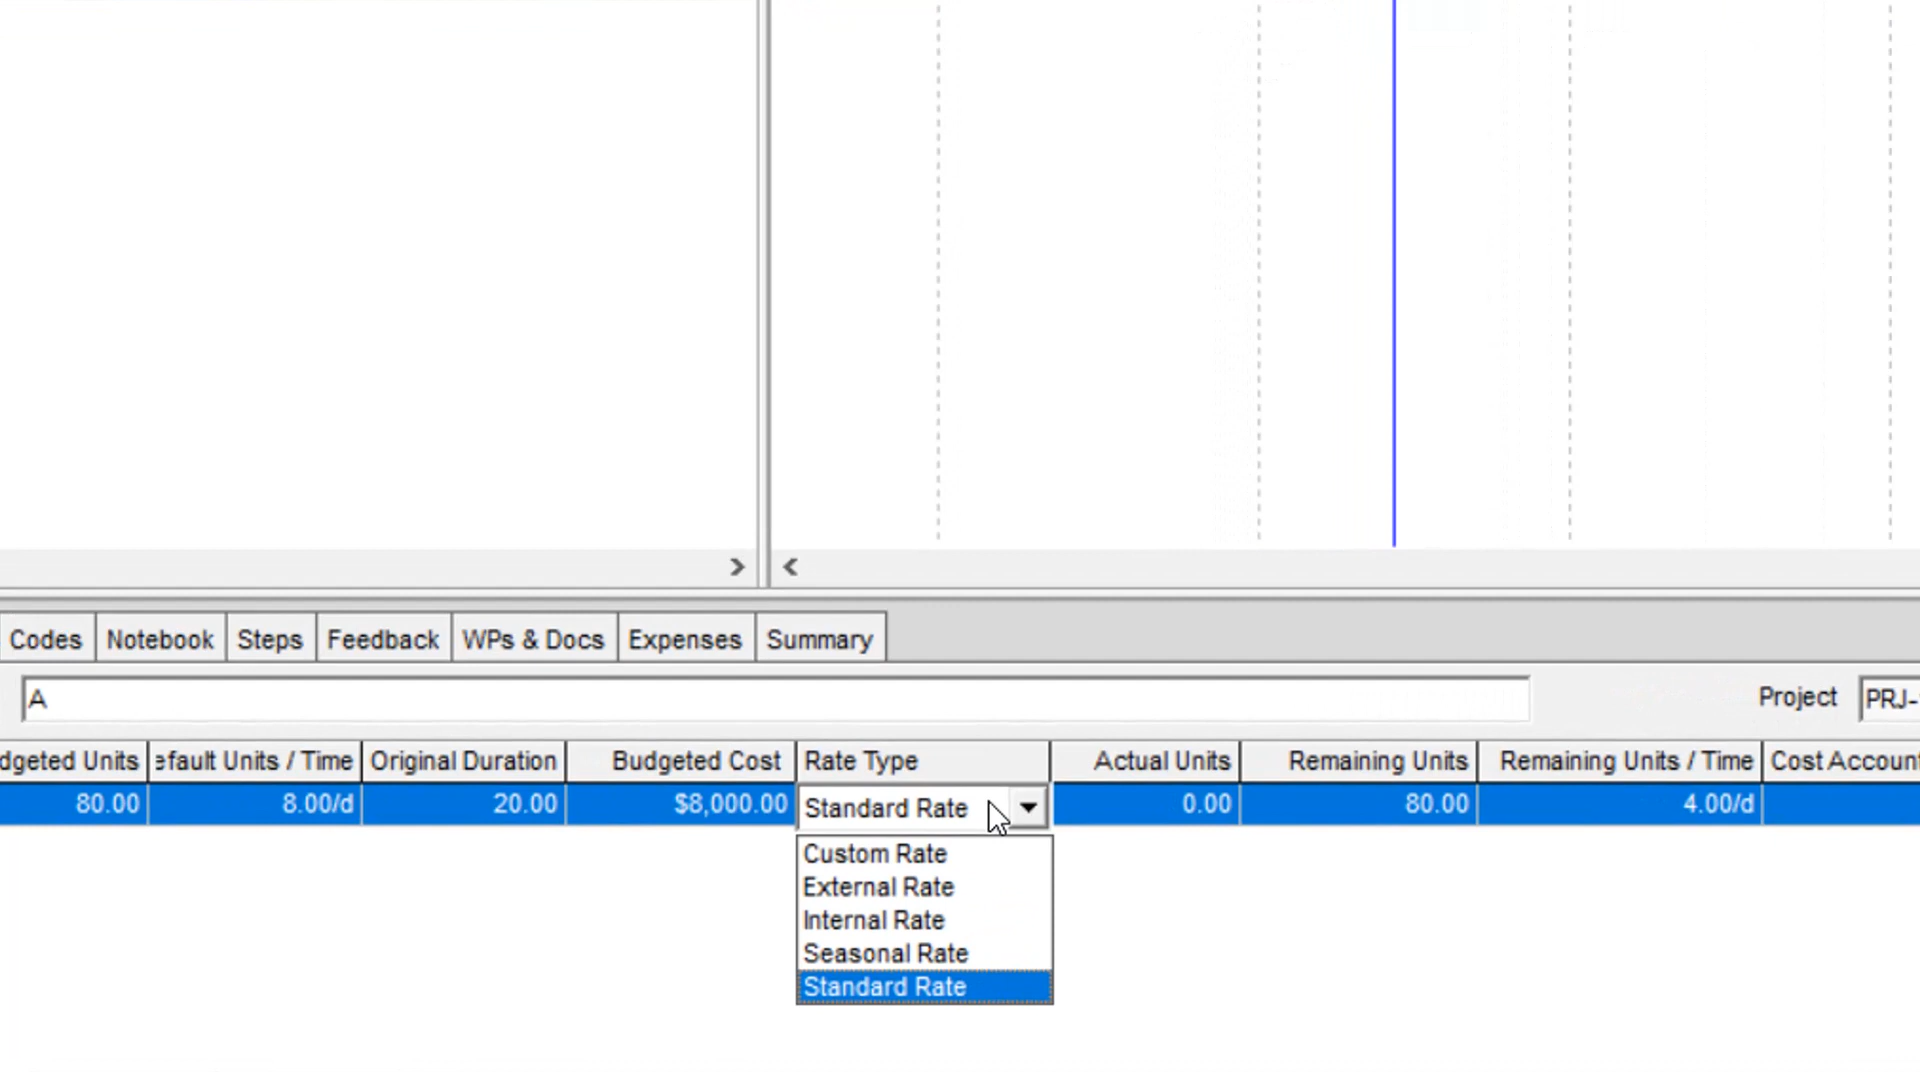 Codes Notebook Steps Feedback WPs & Docs Expenses Summary
A Project PRJ-
dgeted Units efault Units / Time Original Duration Budgeted Cost Rate Type Actual Units Remaining Units Remaining Units / Time Cost Account
80.00 8.00/d 20.00 $8,000.00 Standard Rate 0.00 80.00 4.00/d
Custom Rate
External Rate
Internal Rate
Seasonal Rate
Standard Rate